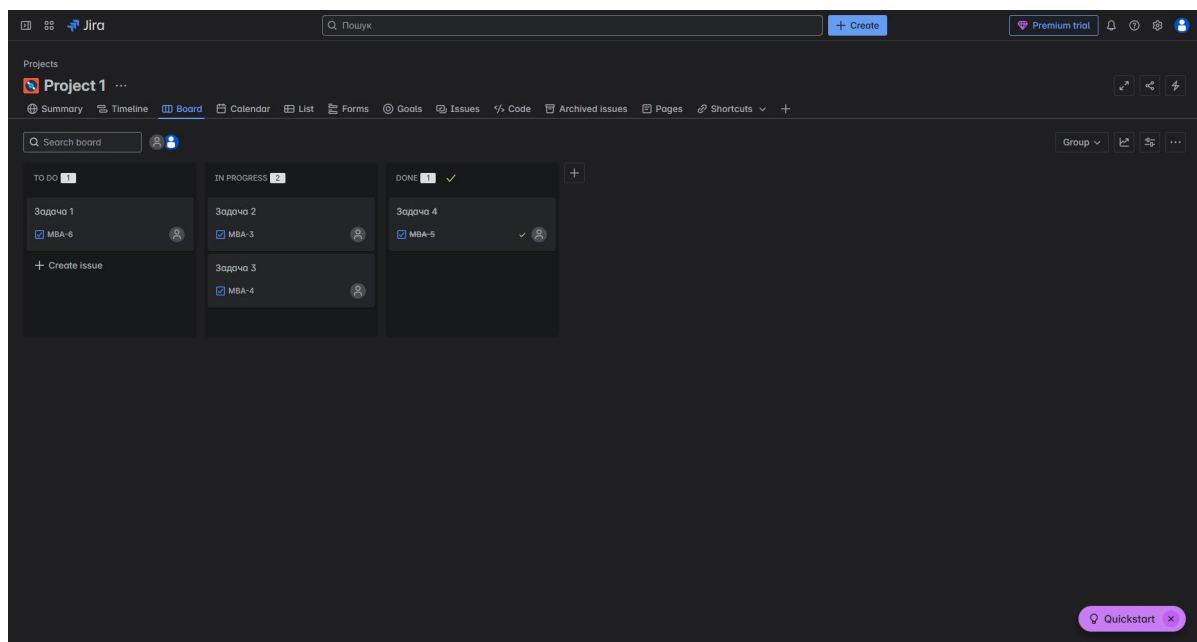 Jira
Пошук
+ Create
Premium trial
Projects
Project 1 ...
Summary Timeline Board Calendar List Forms Goals Issues Code Archived issues Pages Shortcuts +
Search board
Group
TO DO 1
IN PROGRESS 2
DONE 1
+
Задача 1
MBA-6
+ Create issue
Задача 2
MBA-3
Задача 3
MBA-4
Задача 4
MBA-5
Quickstart